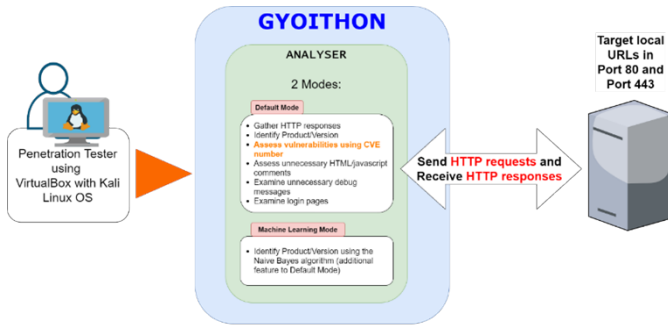 GYOITHON
ANALYSER
2 Modes:
Default Mode
• Gather HTTP responses
• Identify Product/Version
• Assess vulnerabilities using CVE
number
• Assess unnecessary HTML/javascript
comments
• Examine unnecessary debug
messages
• Examine login pages
Machine Learning Mode
• Identify Product/Version using the
Naive Bayes algorithm (additional
feature to Default Mode)
Penetration Tester
using
VirtualBox with Kali
Linux OS
Send HTTP requests and
Receive HTTP responses
Target local
URLs in
Port 80 and
Port 443